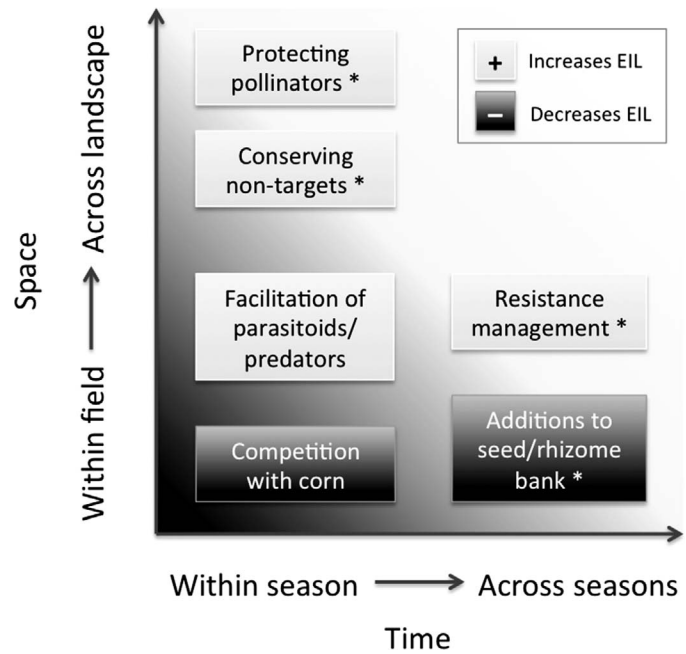 Protecting
pollinators *
Conserving
non-targets *
Facilitation of
parasitoids/
predators
Competition
with corn
Resistance
management *
Additions to
seed/rhizome
bank *
+ Increases EIL
− Decreases EIL
Space
Within field
Across landscape
Within season
Across seasons
Time